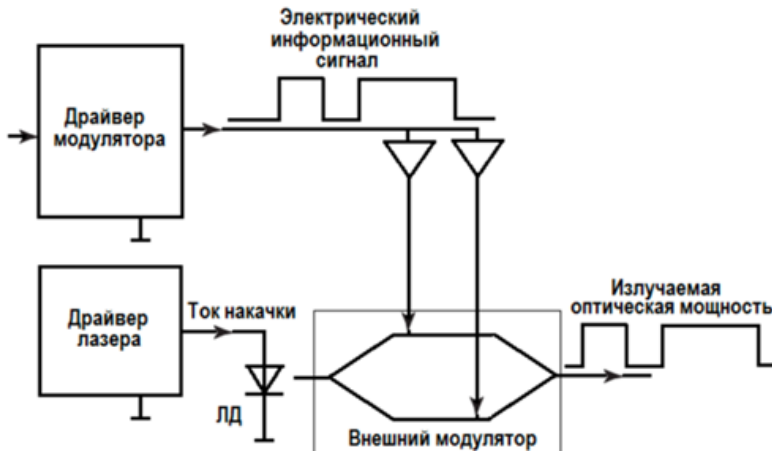 Электрический
информационный
сигнал
Драйвер
модулятора
Драйвер
лазера
Ток накачки
ЛД
Излучаемая
оптическая мощность
Внешний модулятор